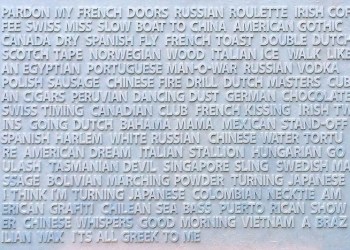 PARDON MY FRENCH DOORS RUSSIAN ROULETTE IRISH COF
FEE SWISS MISS SLOW BOAT TO CHINA AMERICAN GOTHIC
CANADA DRY SPANISH FLY FRENCH TOAST DOUBLE DUTCH
SCOTCH TAPE NORWEGIAN WOOD ITALIAN ICE WALK LIKE
AN EGYPTIAN PORTUGUESE MAN-O-WAR RUSSIAN VODKA
POLISH SAUSAGE CHINESE FIRE DRILL DUTCH MASTERS CUB
AN CIGARS PERUVIAN DANCING DUST GERMAN CHOCOLATE
SWISS TIMING CANADIAN CLUB FRENCH KISSING IRISH TW
INS GOING DUTCH BAHAMA MAMA MEXICAN STAND-OFF
SPANISH HARLEM WHITE RUSSIAN CHINESE WATER TORTU
RE AMERICAN DREAM ITALIAN STALLION HUNGARIAN GO
ULASH TASMANIAN DEVIL SINGAPORE SLING SWEDISH MA
SSAGE BOLIVIAN MARCHING POWDER TURNING JAPANESE
I THINK I'M TURNING JAPANESE COLOMBIAN NECKTIE AM
ERICAN GRAFITI CHILEAN SEA BASS PUERTO RICAN SHOW
ER CHINESE WHISPERS GOOD MORNING VIETNAM A BRAZ
ILIAN WAX IT'S ALL GREEK TO ME